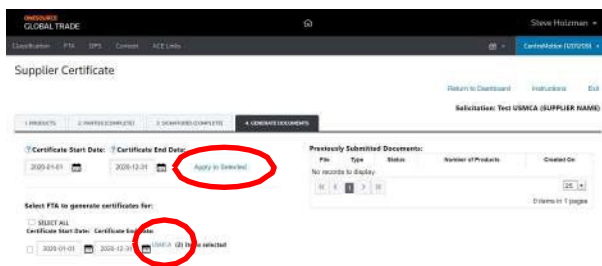 ONESOURCE
GLOBAL TRADE
Steve Holzman
Classification FTA DPS Content ACE Links
Supplier Certificate
Return to Dashboard Instructions Exit
Solicitation: Test USMCA (SUPPLIER NAME)
1. PRODUCTS 2. PARTIES (COMPLETE) 3. SIGNATORIES (COMPLETE) 4. GENERATE DOCUMENTS
?Certificate Start Date: ?Certificate End Date:
2020-01-01 2020-12-31 Apply to Selected
Previously Submitted Documents:
File Type Status Number of Products Created On
No records to display
1
25
0 items in 1 pages
Select FTA to generate certificates for:
SELECT ALL
Certificate Start Date: Certificate End Date:
2020-01-01 2020-12-31 USMCA (2) items selected